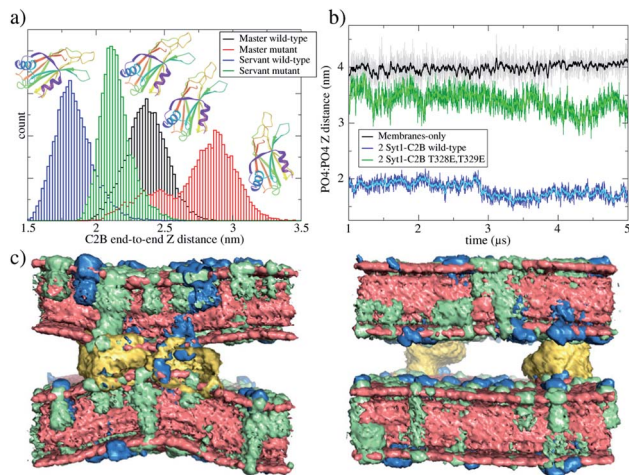 a)
Master wild-type
Master mutant
Servant wild-type
Servant mutant
count
1.5 2 2.5 3 3.5
C2B end-to-end Z distance (nm)
b)
PO4:PO4 Z distance (nm)
4
3
2
Membranes-only
2 Syt1-C2B wild-type
2 Syt1-C2B T328E,T329E
1 2 3 4 5
time (µs)
c)